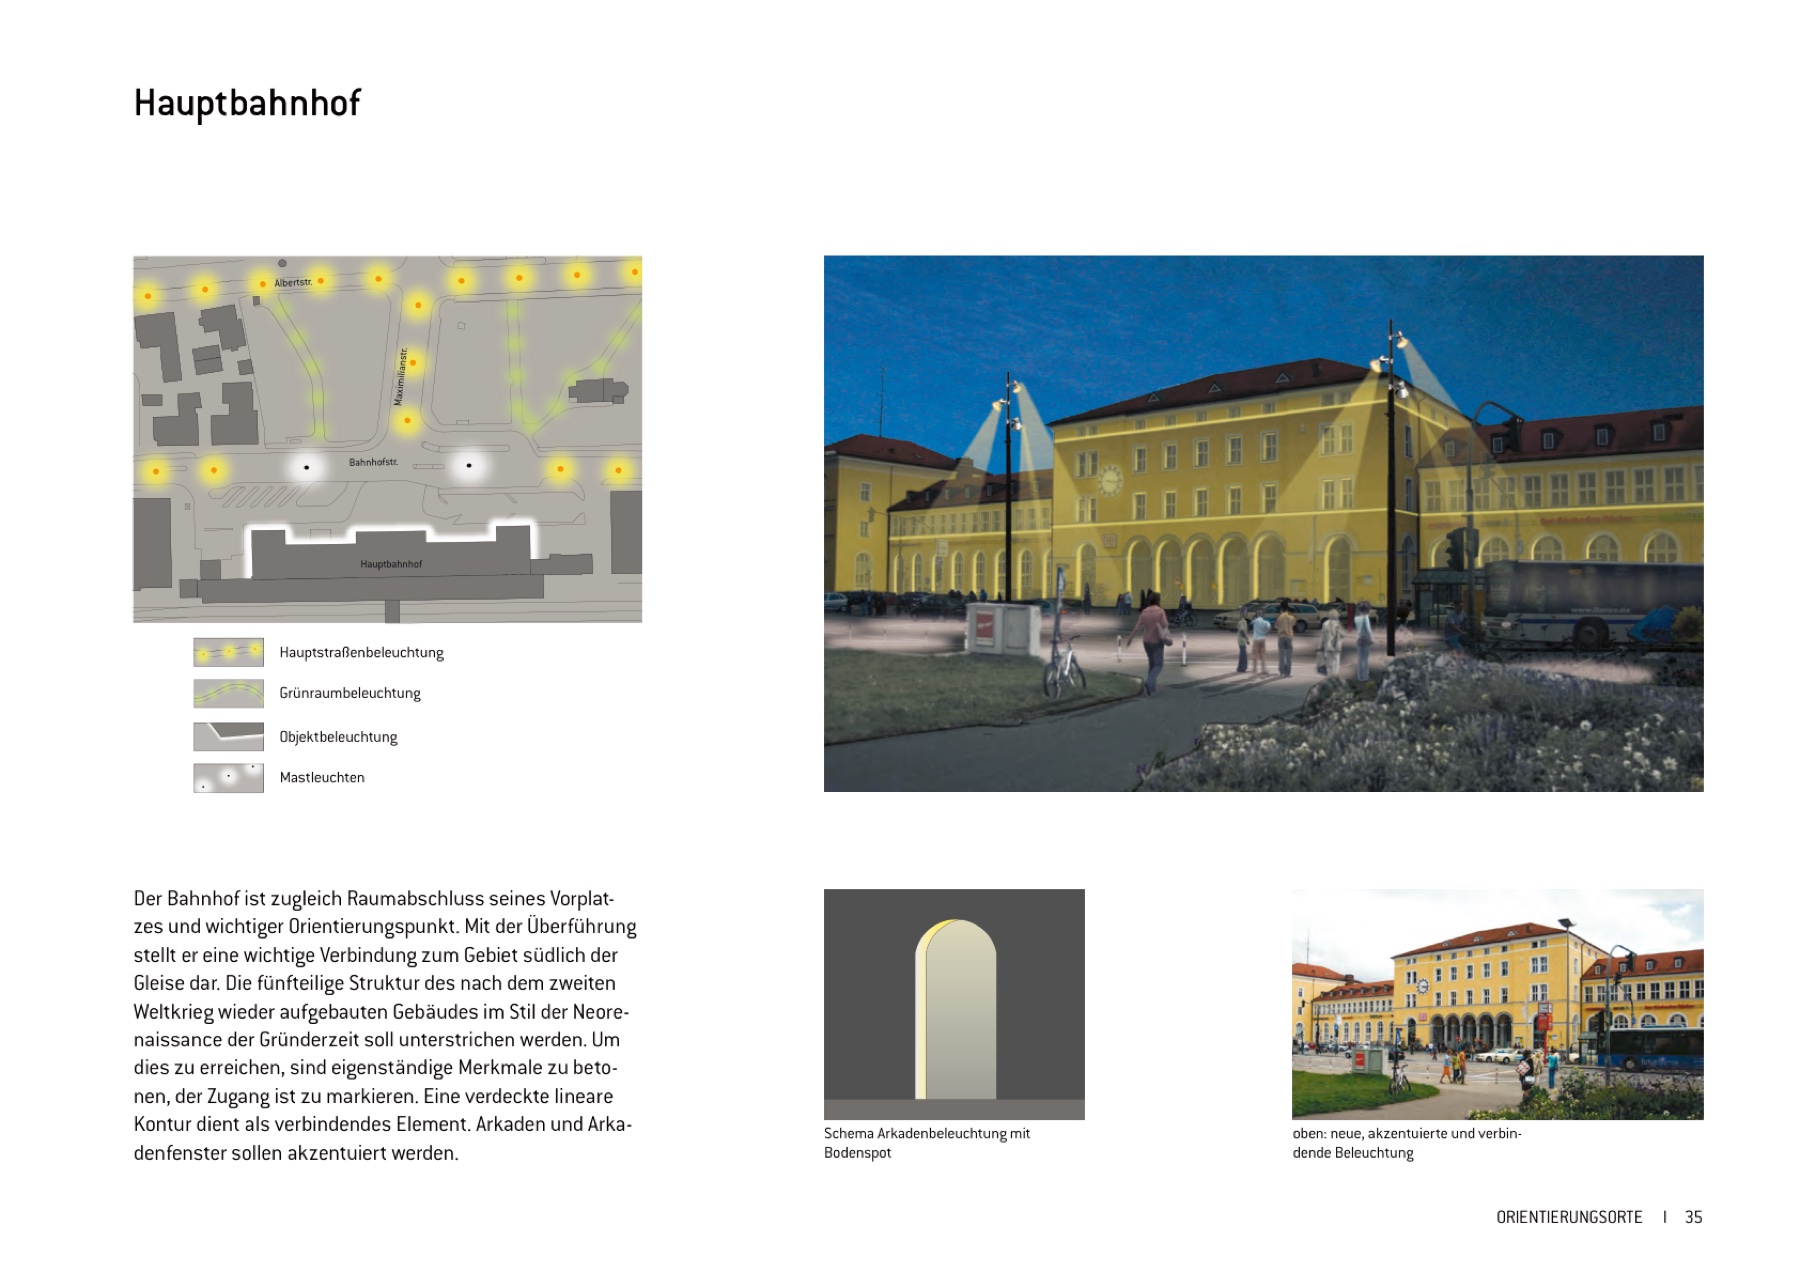 Hauptbahnhof
Albertstr.
Maximilianstr.
Bahnhofstr.
Hauptbahnhof
Hauptstraßenbeleuchtung
Grünraumbeleuchtung
Objektbeleuchtung
Mastleuchten
Der Bahnhof ist zugleich Raumabschluss seines Vorplat-
zes und wichtiger Orientierungspunkt. Mit der Überführung
stellt er eine wichtige Verbindung zum Gebiet südlich der
Gleise dar. Die fünfteilige Struktur des nach dem zweiten
Weltkrieg wieder aufgebauten Gebäudes im Stil der Neore-
naissance der Gründerzeit soll unterstrichen werden. Um
dies zu erreichen, sind eigenständige Merkmale zu beto-
nen, der Zugang ist zu markieren. Eine verdeckte lineare
Kontur dient als verbindendes Element. Arkaden und Arka-
denfenster sollen akzentuiert werden.
Schema Arkadenbeleuchtung mit
Bodenspot
oben: neue, akzentuierte und verbin-
dende Beleuchtung
ORIENTIERUNGSORTE I 35